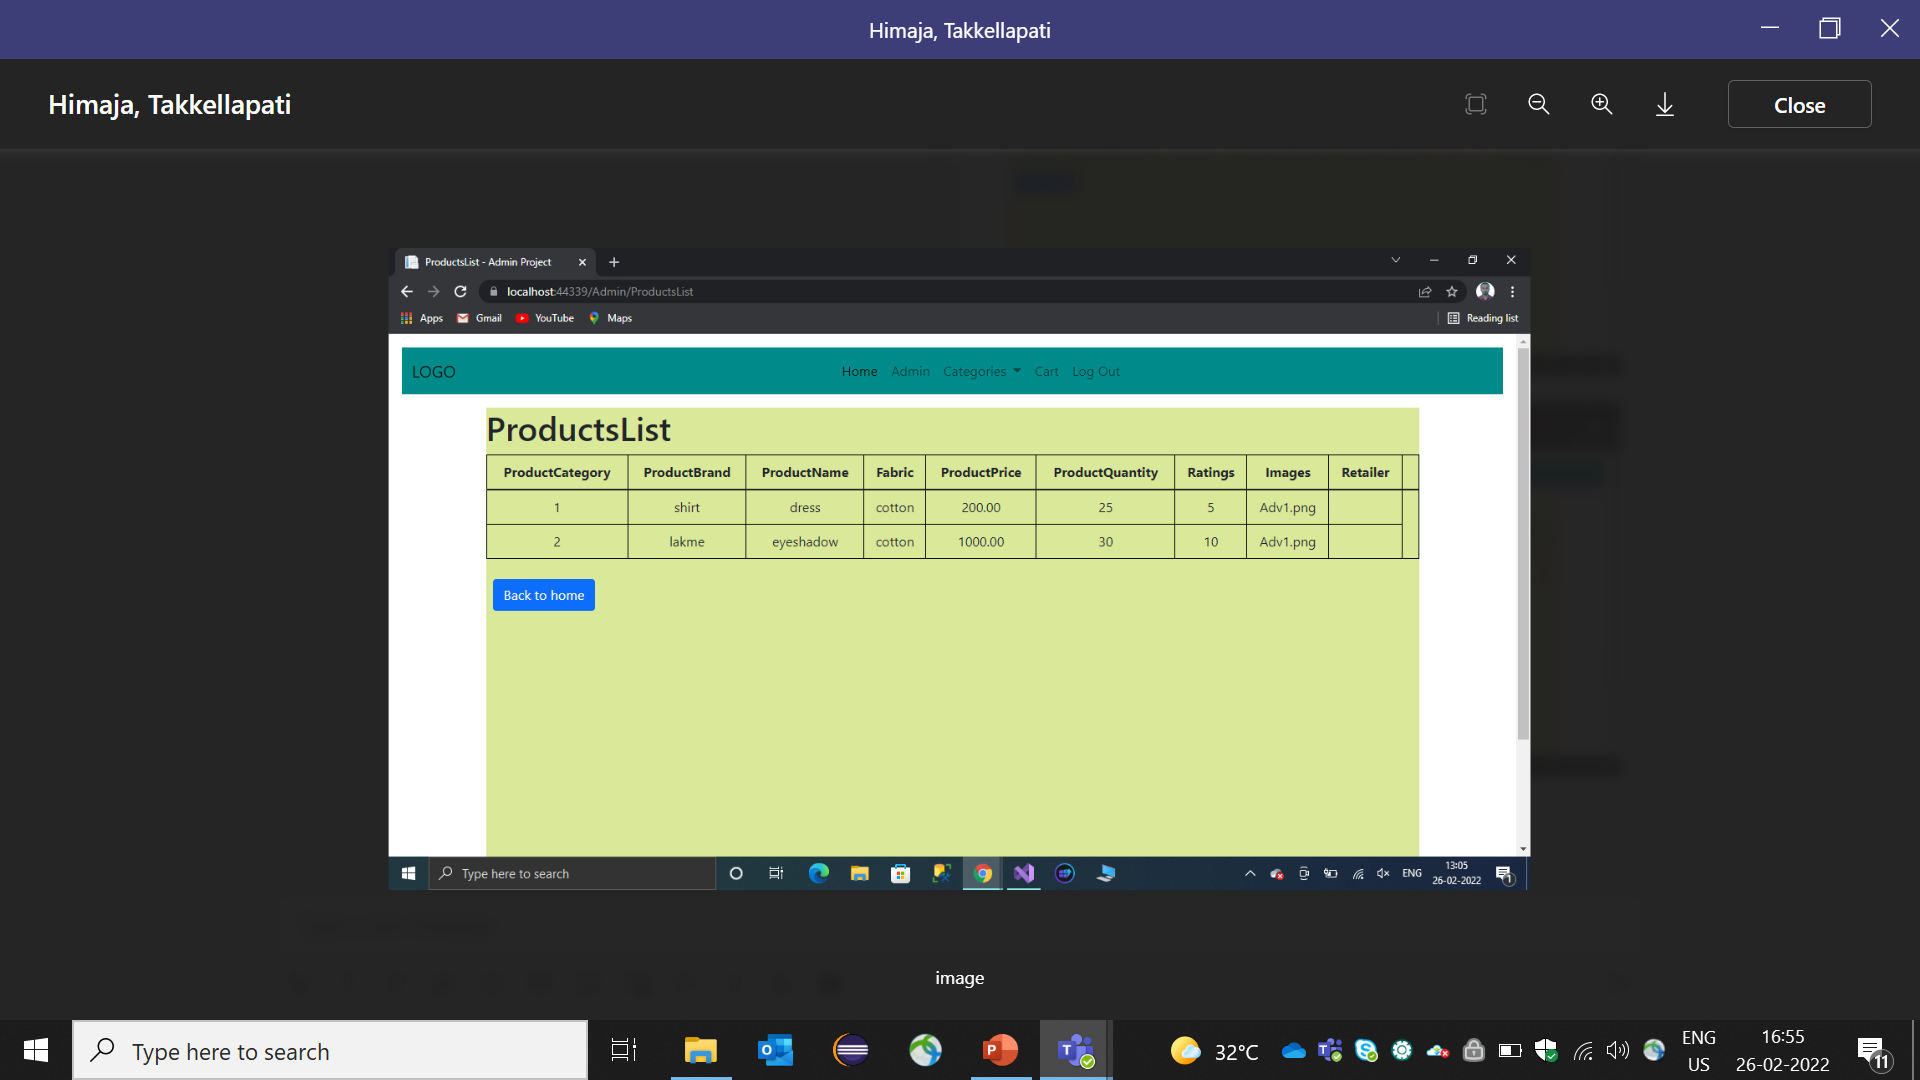 Himaja, Takkellapati
Himaja, Takkellapati
Close
ProductsList - Admin Project
localhost:44339/Admin/ProductsList
Apps Gmail YouTube Maps Reading list
LOGO Home Admin Categories Cart Log Out
ProductsList
ProductCategory ProductBrand ProductName Fabric ProductPrice ProductQuantity Ratings Images Retailer
1 shirt dress cotton 200.00 25 5 Adv1.png
2 lakme eyeshadow cotton 1000.00 30 10 Adv1.png
Back to home
Type here to search ENG 13:05
26-02-2022 1
image
Type here to search 32°C ENG 16:55
US 26-02-2022 11